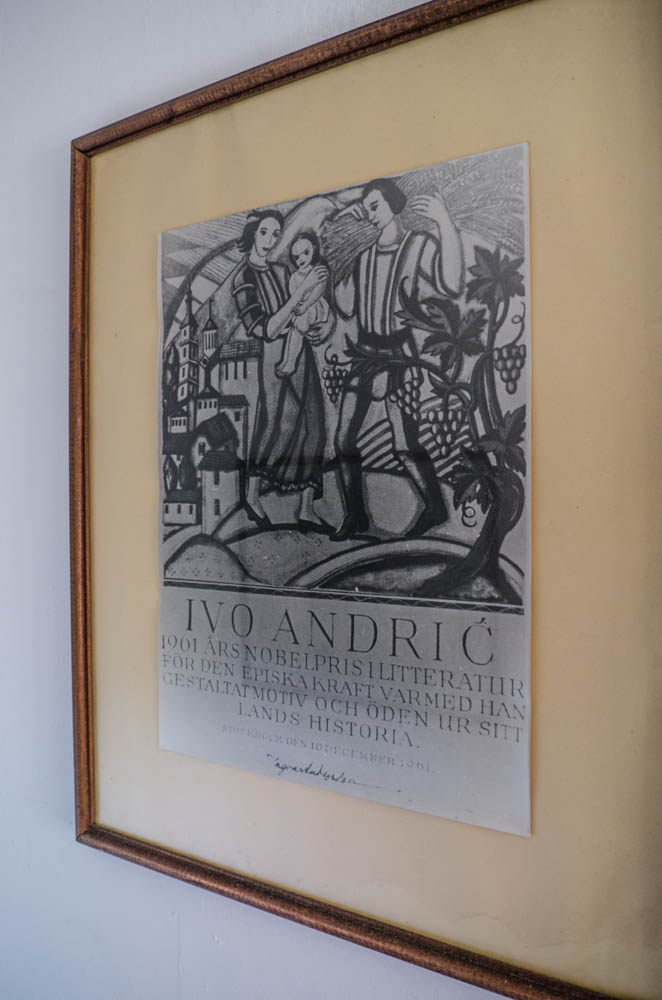 IVO ANDRIĆ
1961 ÅRS NOBELPRIS I LITTERATUR
FÖR DEN EPISKA KRAFT VARMED HAN
GESTALTAT MOTIV OCH ÖDEN UR SITT
LANDS HISTORIA.
STOCKHOLM DEN 10 DECEMBER 1961.